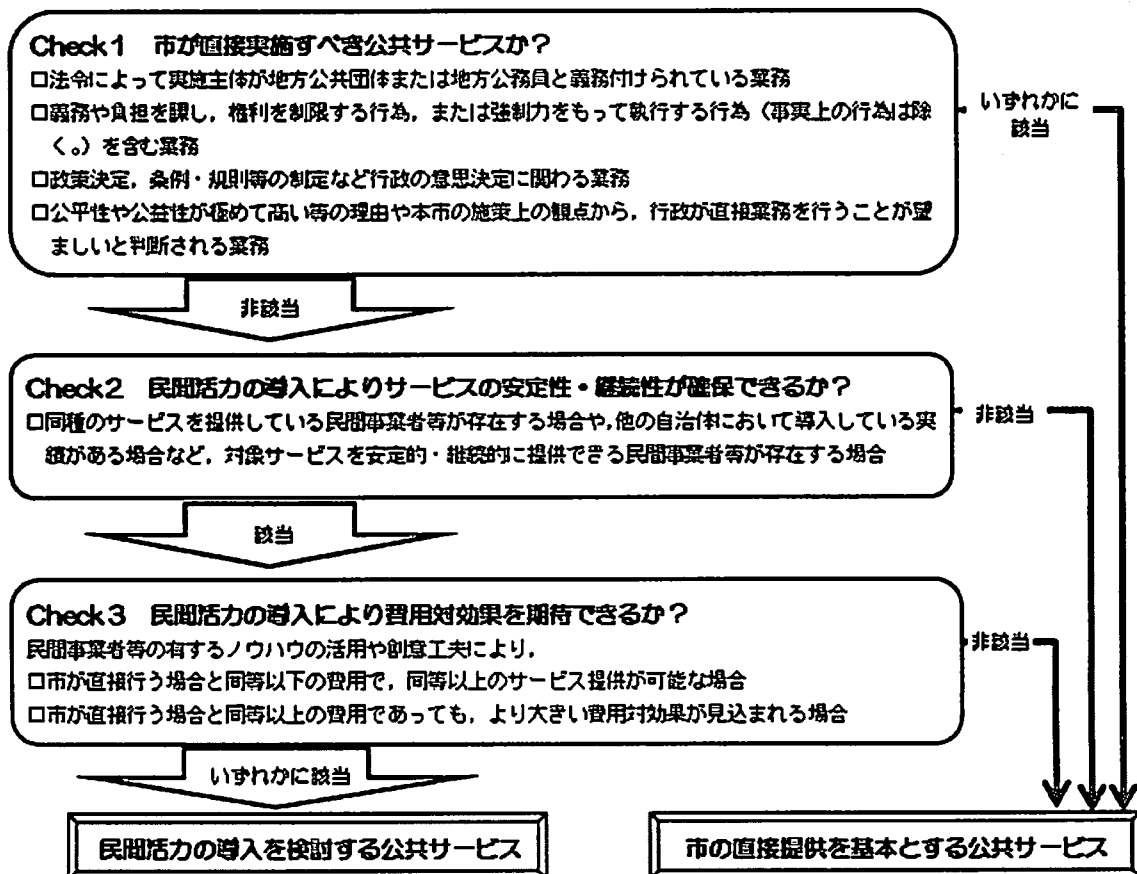 Check1 市が直接実施すべき公共サービスか？
□法令によって実施主体が地方公共団体または地方公務員と義務付けられている業務
□義務や負担を課し，権利を制限する行為，または強制力をもって執行する行為（事実上の行為は除
く。）を含む業務
□政策決定，条例・規則等の制定など行政の意思決定に関わる業務
□公平性や公益性が極めて高い等の理由や本市の施策上の観点から，行政が直接業務を行うことが望
ましいと判断される業務
いずれかに
該当
非該当
Check2 民間活力の導入によりサービスの安定性・継続性が確保できるか？
□同種のサービスを提供している民間事業者等が存在する場合や，他の自治体において導入している実
績がある場合など，対象サービスを安定的・継続的に提供できる民間事業者等が存在する場合
非該当
該当
Check3 民間活力の導入により費用対効果を期待できるか？
民間事業者等の有するノウハウの活用や創意工夫により，
□市が直接行う場合と同等以下の費用で，同等以上のサービス提供が可能な場合
□市が直接行う場合と同等以上の費用であっても，より大きい費用対効果が見込まれる場合
非該当
いずれかに該当
民間活力の導入を検討する公共サービス
市の直接提供を基本とする公共サービス